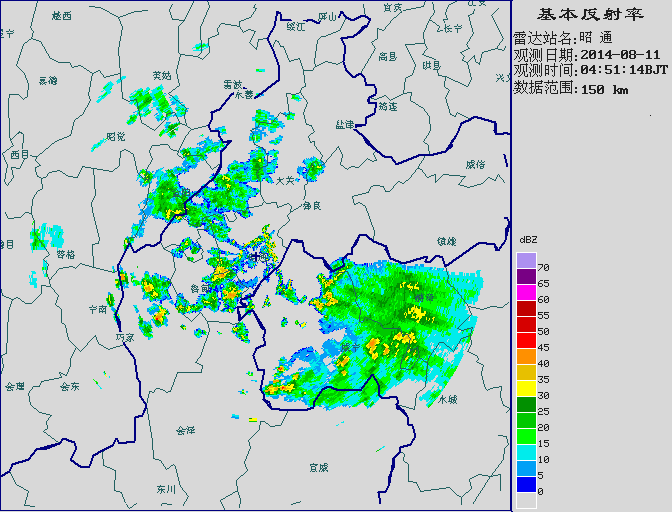 基本反射率
雷达站名:昭 通
观测日期:2014-08-11
观测时间:04:51:14BJT
数据范围:150 km
dBZ
70
65
60
55
50
45
40
35
30
25
20
15
10
5
0
越西
绥江
屏山
宜宾
长宁
高县
珙县
兴文
筠连
美姑
雷波
永善
盐津
昭觉
西昌
威信
大关
彝良
镇雄
普格
鲁甸
宁南
巧家
会理
会东
会泽
水城
宣威
东川